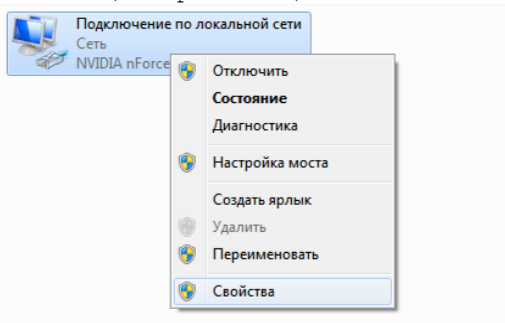 Подключение по локальной сети
Сеть
NVIDIA nForce
Отключить
Состояние
Диагностика
Настройка моста
Создать ярлык
Удалить
Переименовать
Свойства